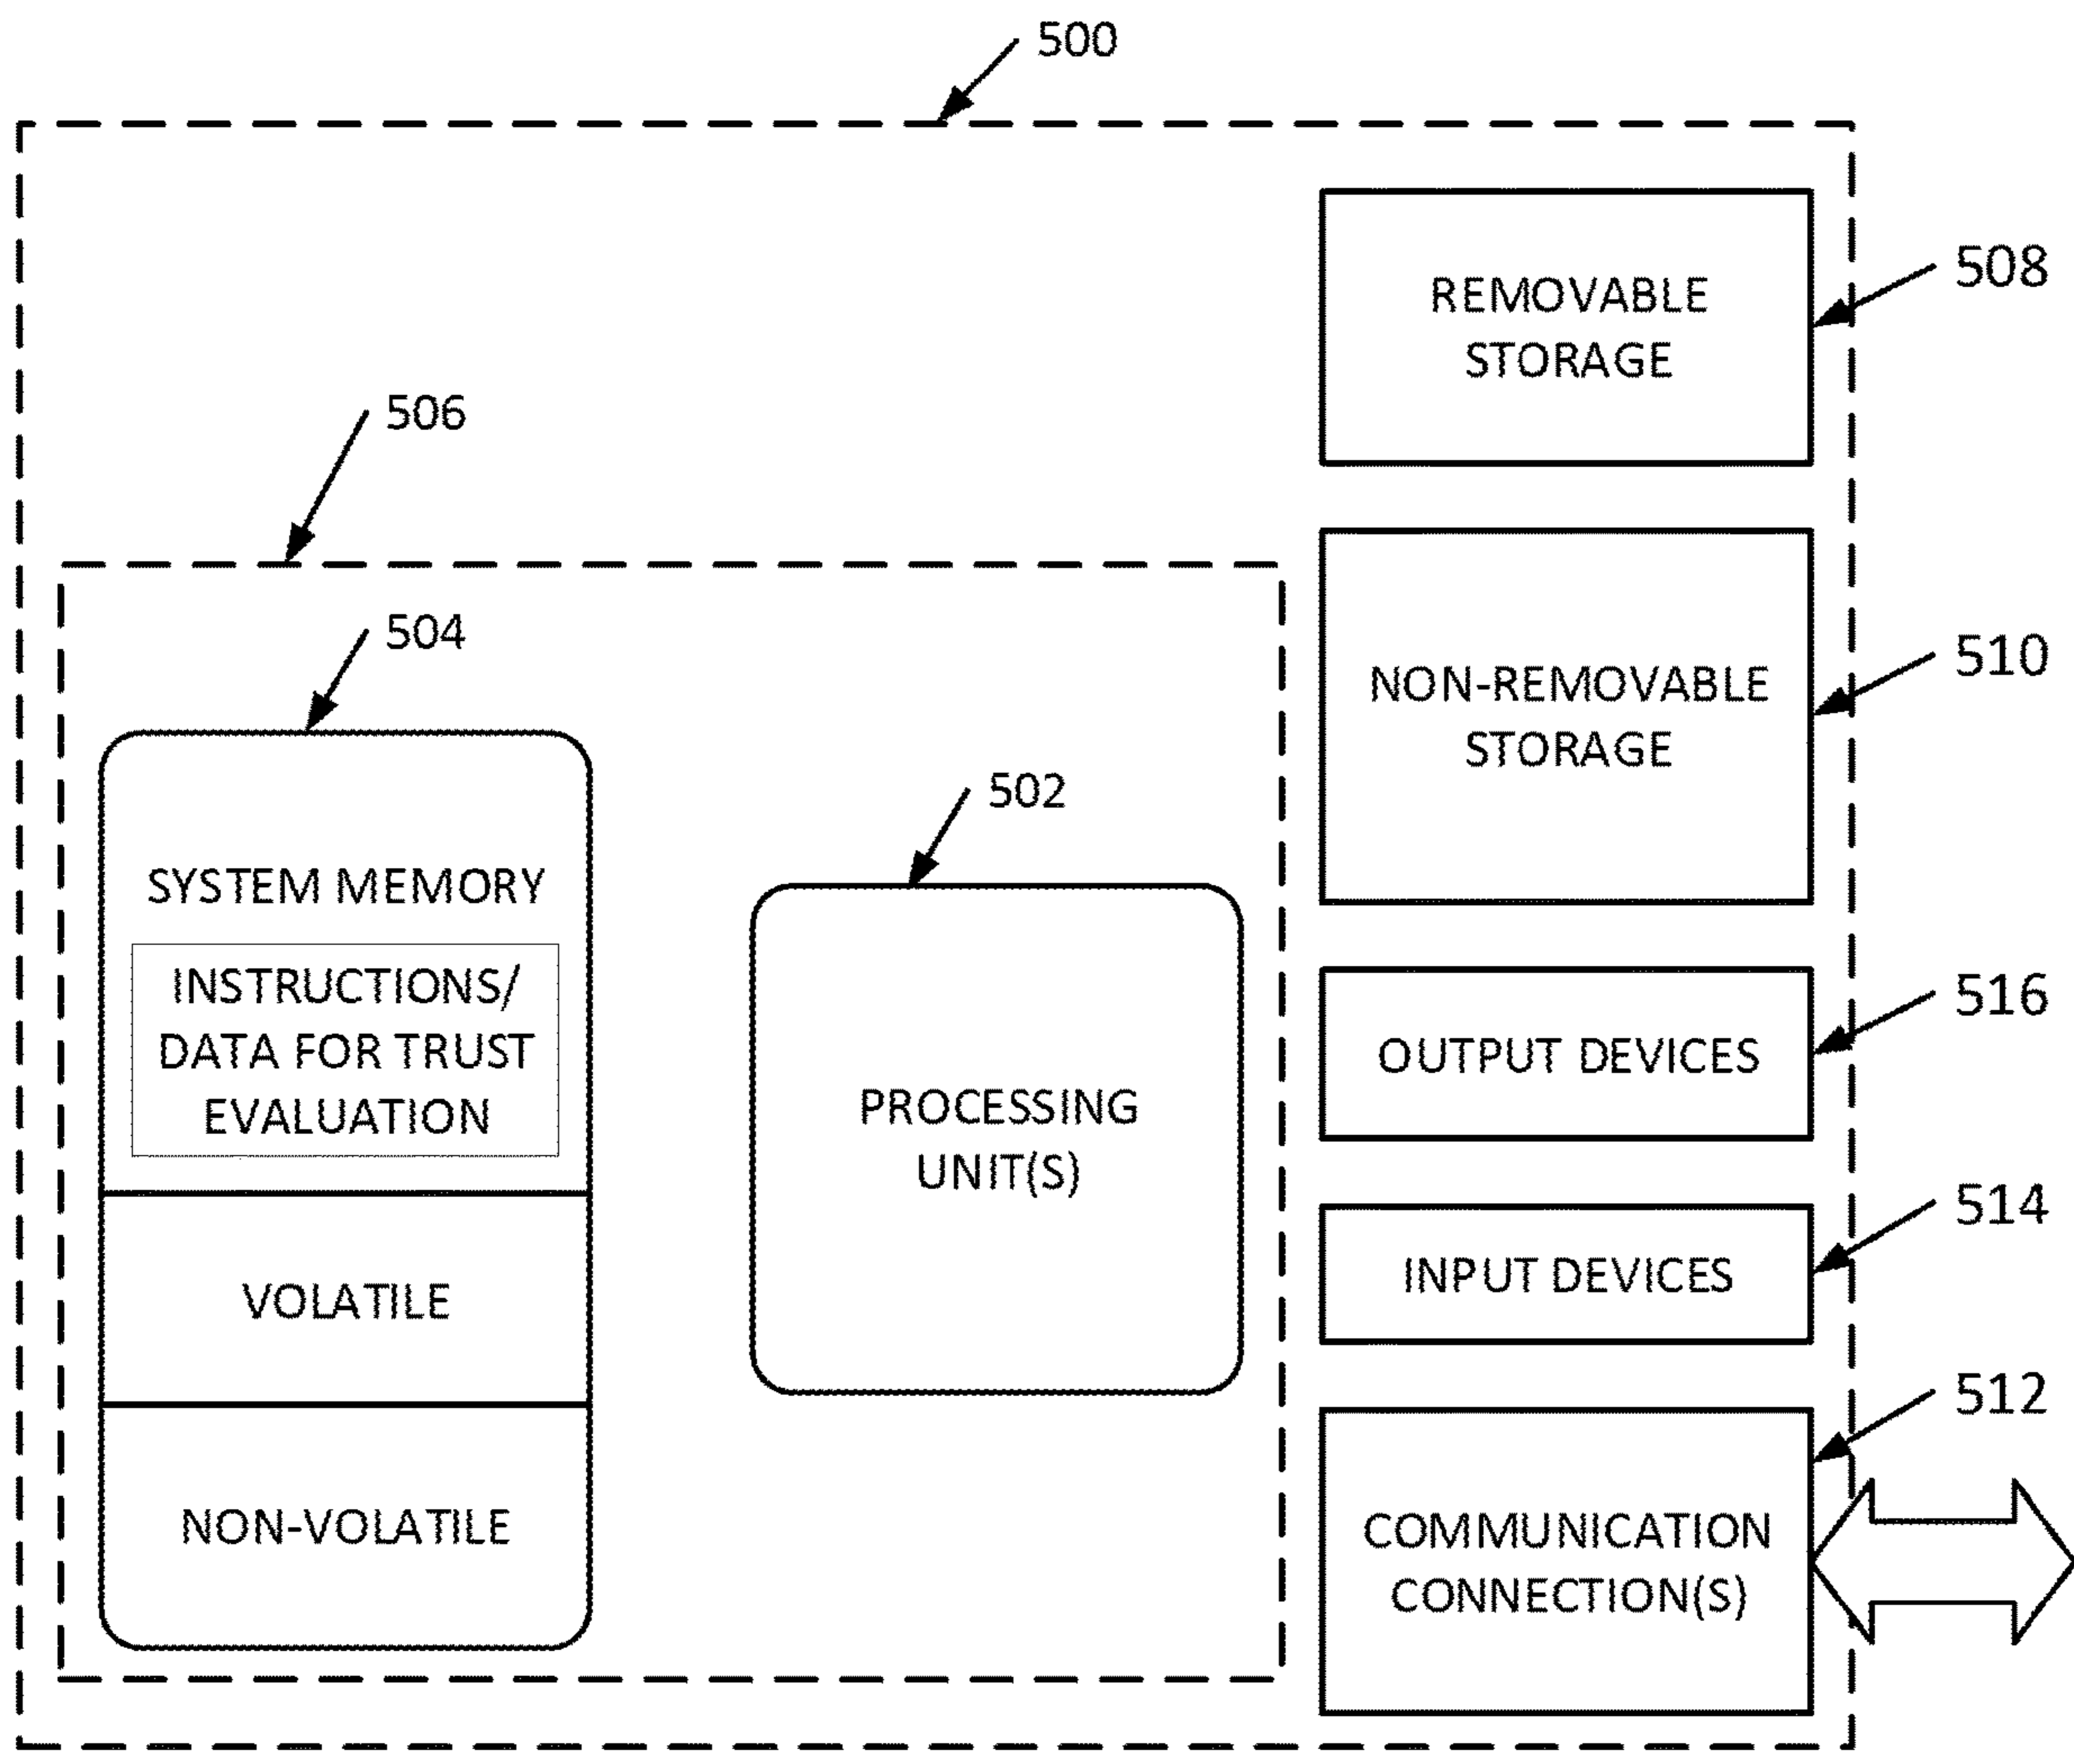 500
REMOVABLE
STORAGE
508
506
NON-REMOVABLE
STORAGE
510
504
502
SYSTEM MEMORY
INSTRUCTIONS/
DATA FOR TRUST
EVALUATION
VOLATILE
NON-VOLATILE
PROCESSING
UNIT(S)
OUTPUT DEVICES
516
INPUT DEVICES
514
512
COMMUNICATION
CONNECTION(S)